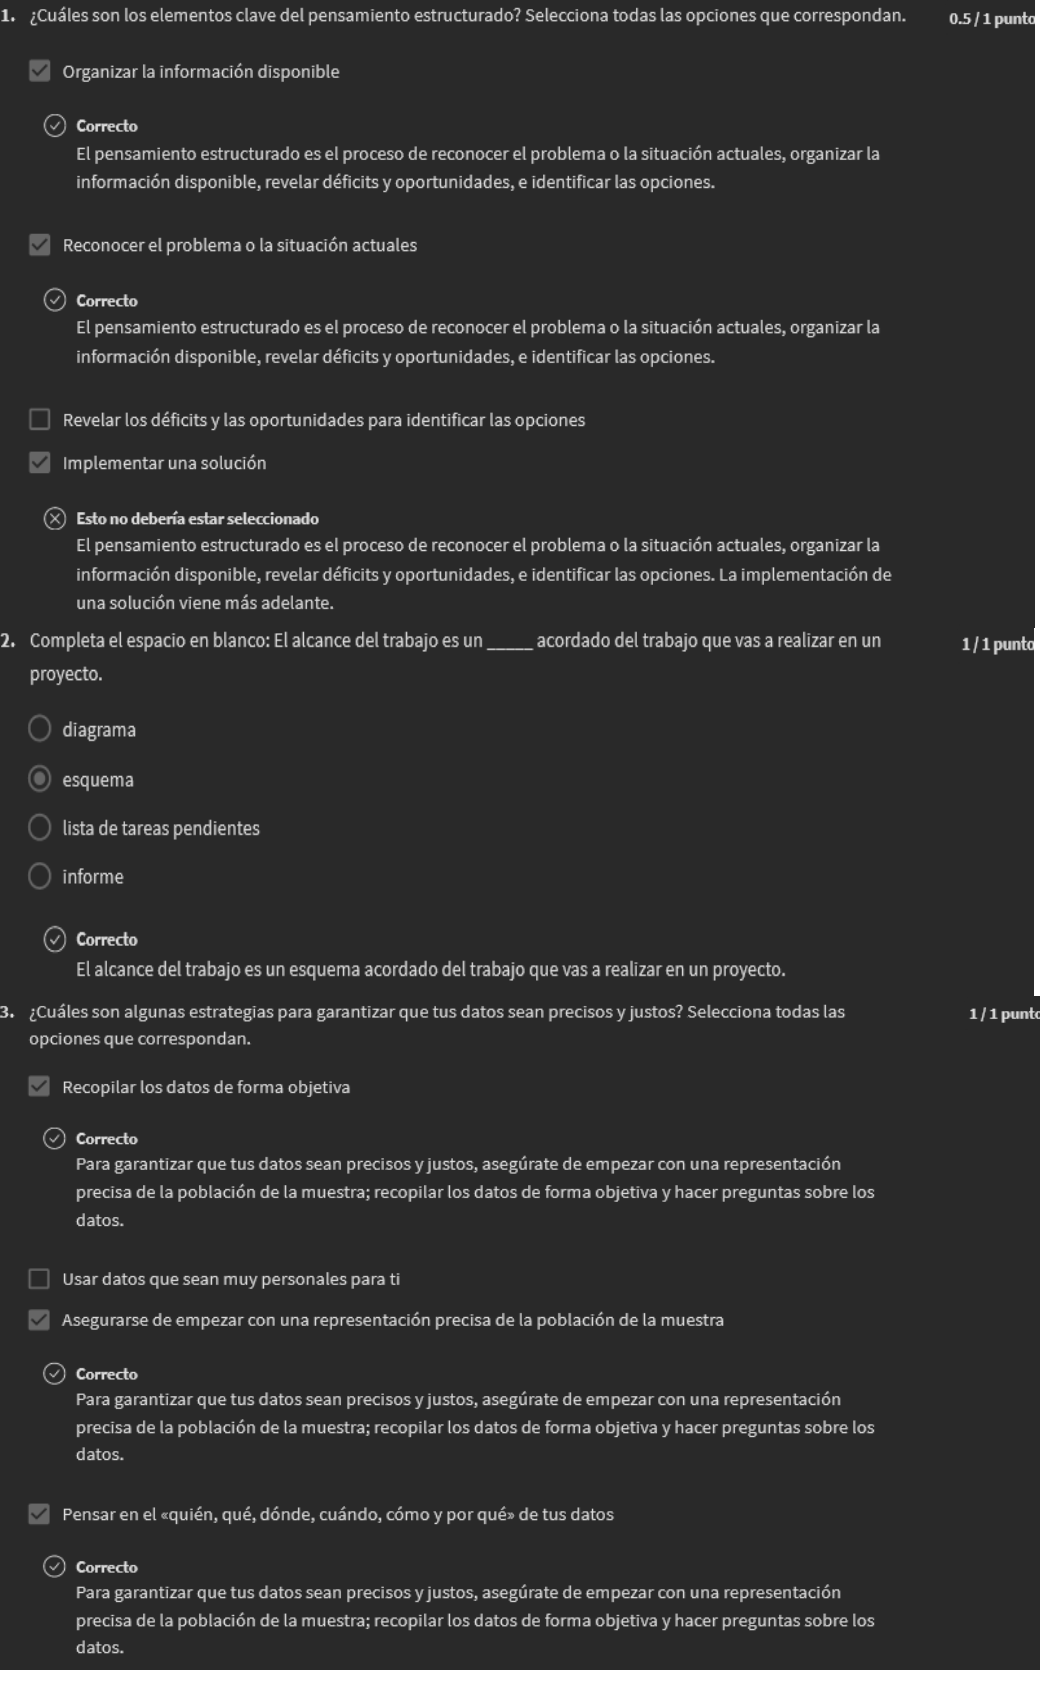 1. ¿Cuáles son los elementos clave del pensamiento estructurado? Selecciona todas las opciones que correspondan. 0.5 / 1 punto
Organizar la información disponible
Correcto
El pensamiento estructurado es el proceso de reconocer el problema o la situación actuales, organizar la
información disponible, revelar déficits y oportunidades, e identificar las opciones.
Reconocer el problema o la situación actuales
Correcto
El pensamiento estructurado es el proceso de reconocer el problema o la situación actuales, organizar la
información disponible, revelar déficits y oportunidades, e identificar las opciones.
Revelar los déficits y las oportunidades para identificar las opciones
Implementar una solución
Esto no debería estar seleccionado
El pensamiento estructurado es el proceso de reconocer el problema o la situación actuales, organizar la
información disponible, revelar déficits y oportunidades, e identificar las opciones. La implementación de
una solución viene más adelante.
2. Completa el espacio en blanco: El alcance del trabajo es un _____ acordado del trabajo que vas a realizar en un 1 / 1 punto
proyecto.
diagrama
esquema
lista de tareas pendientes
informe
Correcto
El alcance del trabajo es un esquema acordado del trabajo que vas a realizar en un proyecto.
3. ¿Cuáles son algunas estrategias para garantizar que tus datos sean precisos y justos? Selecciona todas las 1 / 1 punto
opciones que correspondan.
Recopilar los datos de forma objetiva
Correcto
Para garantizar que tus datos sean precisos y justos, asegúrate de empezar con una representación
precisa de la población de la muestra; recopilar los datos de forma objetiva y hacer preguntas sobre los
datos.
Usar datos que sean muy personales para ti
Asegurarse de empezar con una representación precisa de la población de la muestra
Correcto
Para garantizar que tus datos sean precisos y justos, asegúrate de empezar con una representación
precisa de la población de la muestra; recopilar los datos de forma objetiva y hacer preguntas sobre los
datos.
Pensar en el «quién, qué, dónde, cuándo, cómo y por qué» de tus datos
Correcto
Para garantizar que tus datos sean precisos y justos, asegúrate de empezar con una representación
precisa de la población de la muestra; recopilar los datos de forma objetiva y hacer preguntas sobre los
datos.